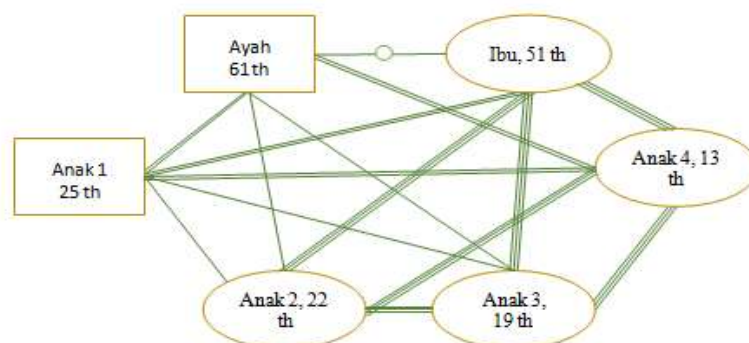 Ayah
61 th
Ibu, 51 th
Anak 1
25 th
Anak 4, 13
th
Anak 2, 22
th
Anak 3,
19 th